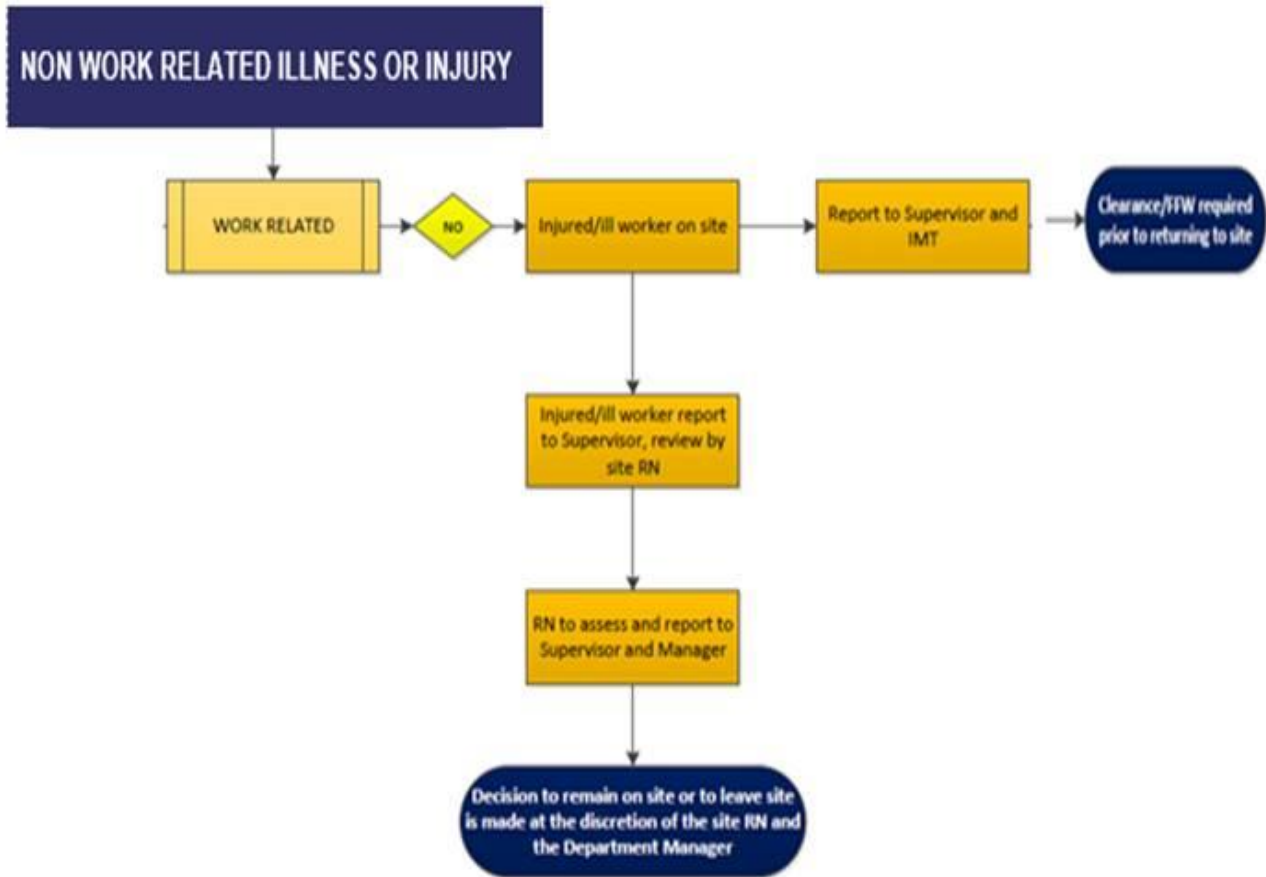 NON WORK RELATED ILLNESS OR INJURY
WORK RELATED
NO
Injured/ill worker on site
Report to Supervisor and
IMT
Clearance/FFW required
prior to returning to site
Injured/ill worker report
to Supervisor, review by
site RN
RN to assess and report to
Supervisor and Manager
Decision to remain on site or to leave site
is made at the discretion of the site RN and
the Department Manager